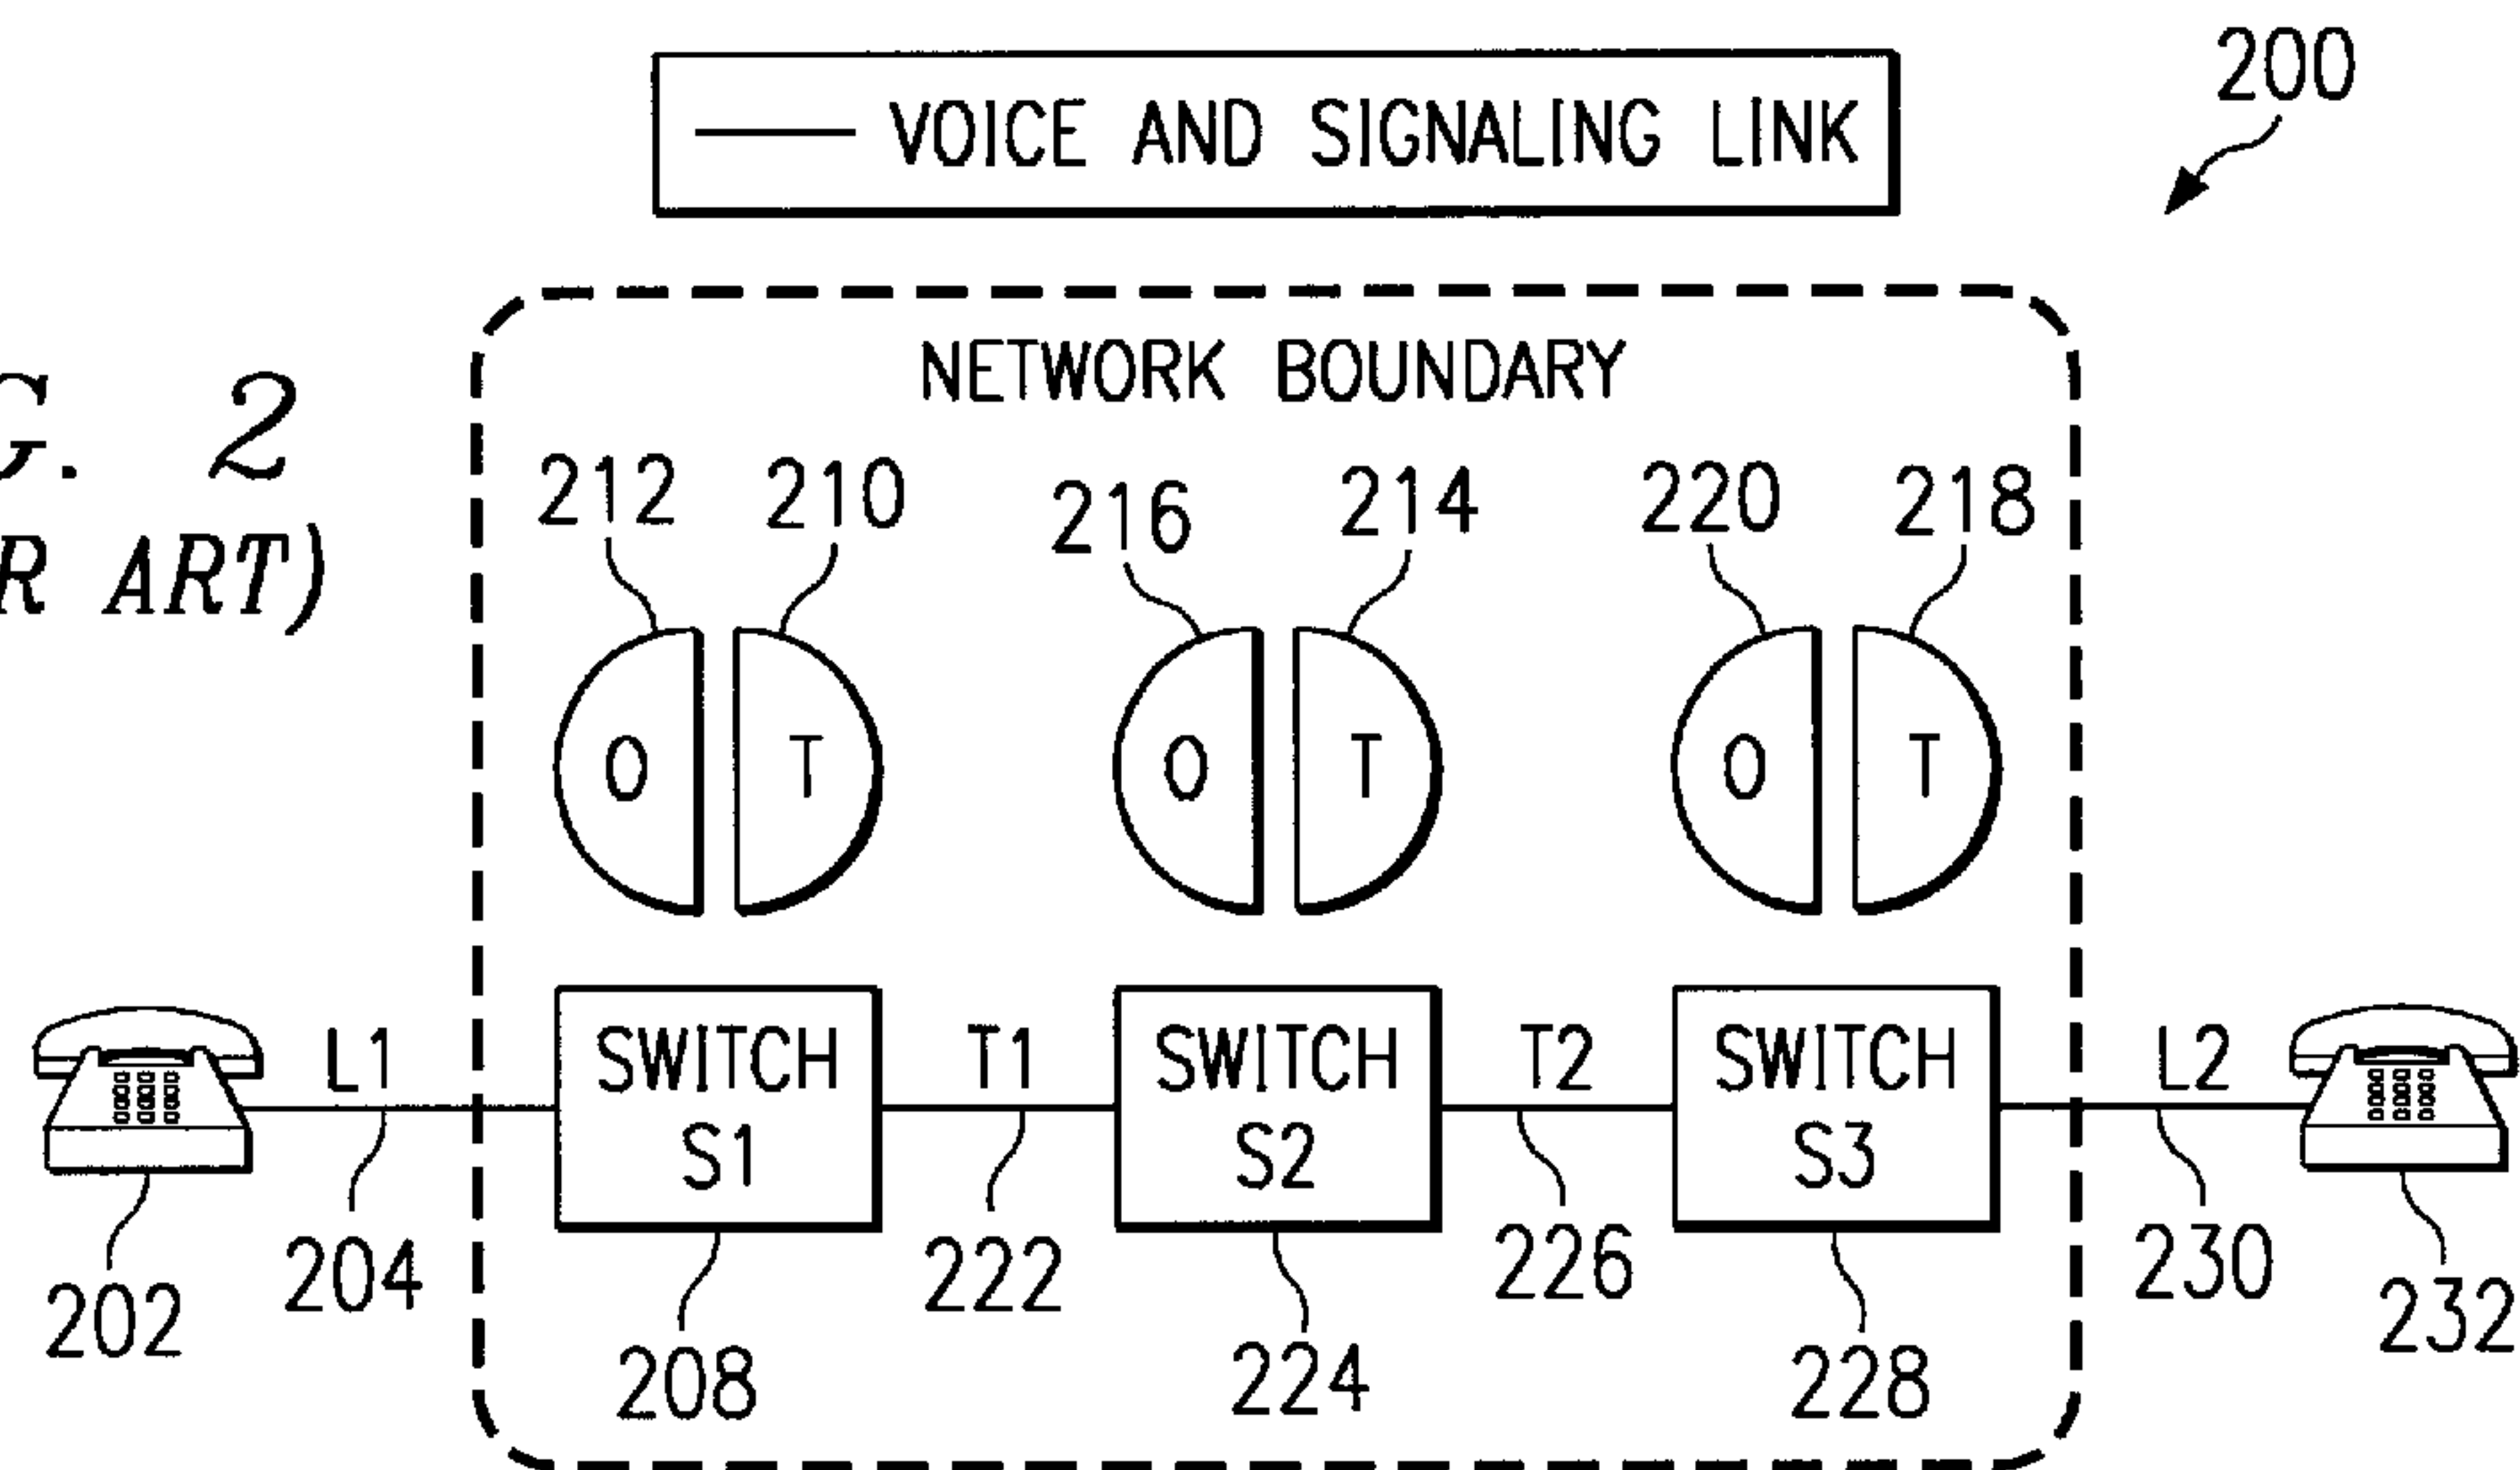 200
VOICE AND SIGNALING LINK
G. 2
R ART)
NETWORK BOUNDARY
212 210 216 214 220 218
O T O T O T
L1 SWITCH S1 T1 SWITCH S2 T2 SWITCH S3 L2
202 204 208 222 224 226 228 230 232